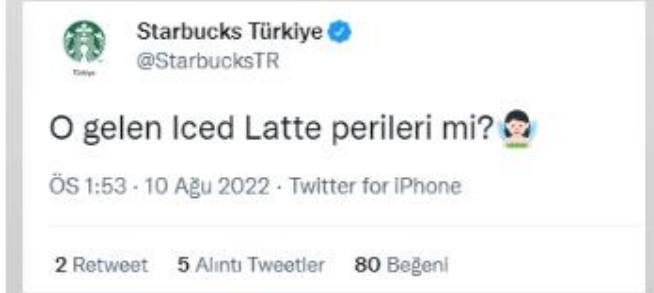 Starbucks Türkiye
@StarbucksTR
Türkiye
O gelen Iced Latte perileri mi?
ÖS 1:53 · 10 Ağu 2022 · Twitter for iPhone
2 Retweet 5 Alıntı Tweetler 80 Beğeni